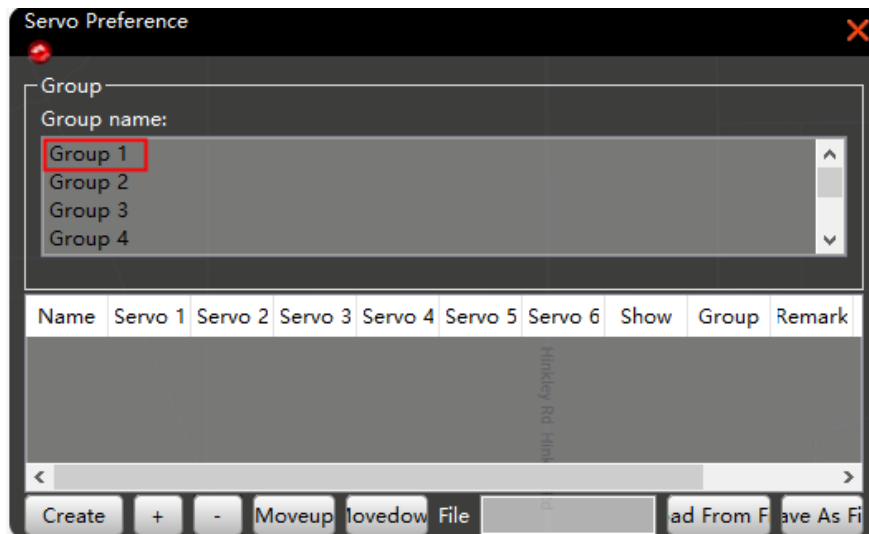 Servo Preference
Group
Group name:
Group 1
Group 2
Group 3
Group 4
Name Servo 1 Servo 2 Servo 3 Servo 4 Servo 5 Servo 6 Show Group Remark
Hinkley Rd Hink
Create + - Moveup Movedow File ad From F ave As Fi